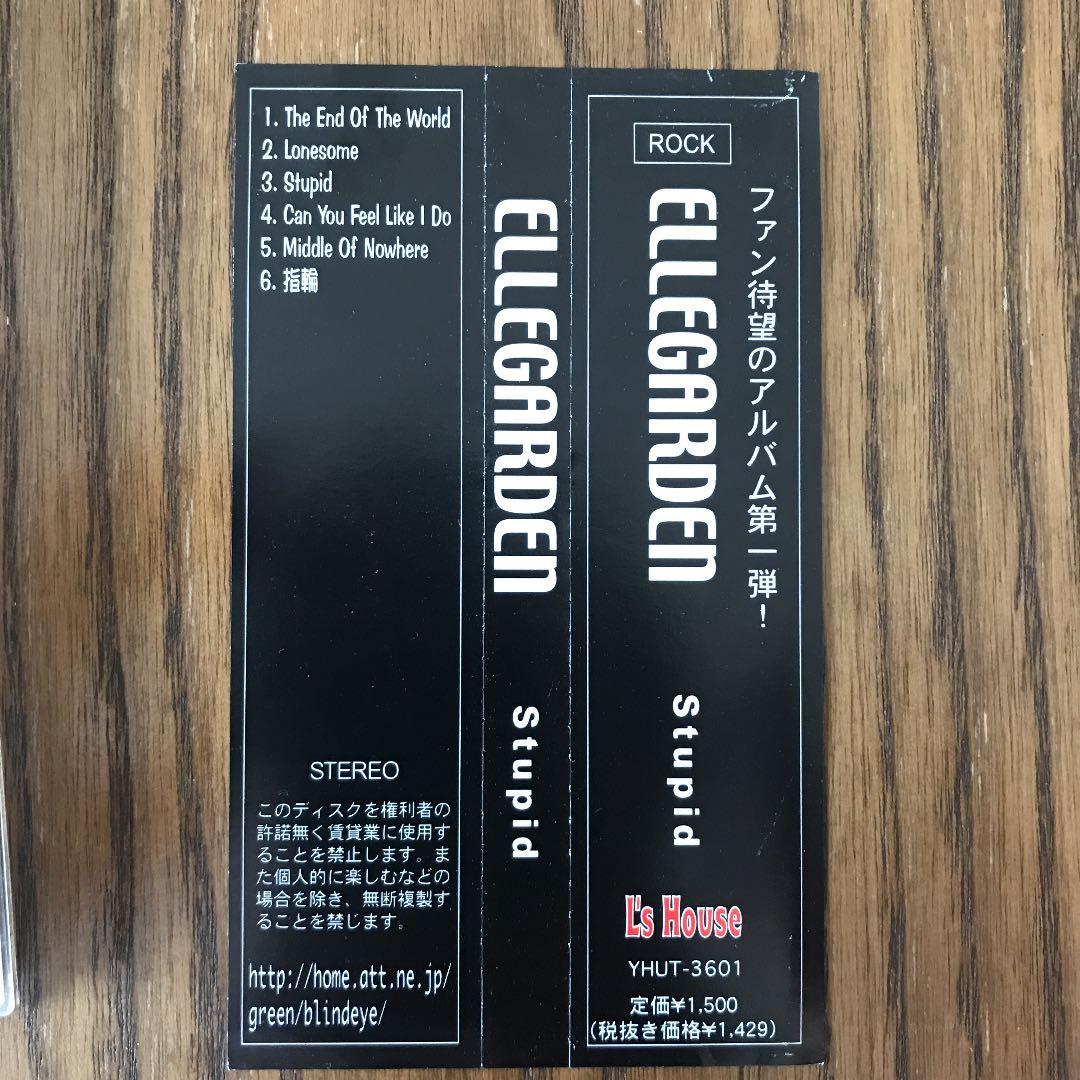 1. The End Of The World
2. Lonesome
3. Stupid
4. Can You Feel Like I Do
5. Middle Of Nowhere
6. 指輪
STEREO
このディスクを権利者の
許諾無く賃貸業に使用す
ることを禁止します。ま
た個人的に楽しむなどの
場合を除き、無断複製す
ることを禁じます。
http://home.att.ne.jp/
green/blindeye/
ELLEGARDEN
Stupid
ROCK
ファン待望のアルバム第一弾！
ELLEGARDEN
Stupid
L's House
YHUT-3601
定価¥1,500
(税抜き価格¥1,429)